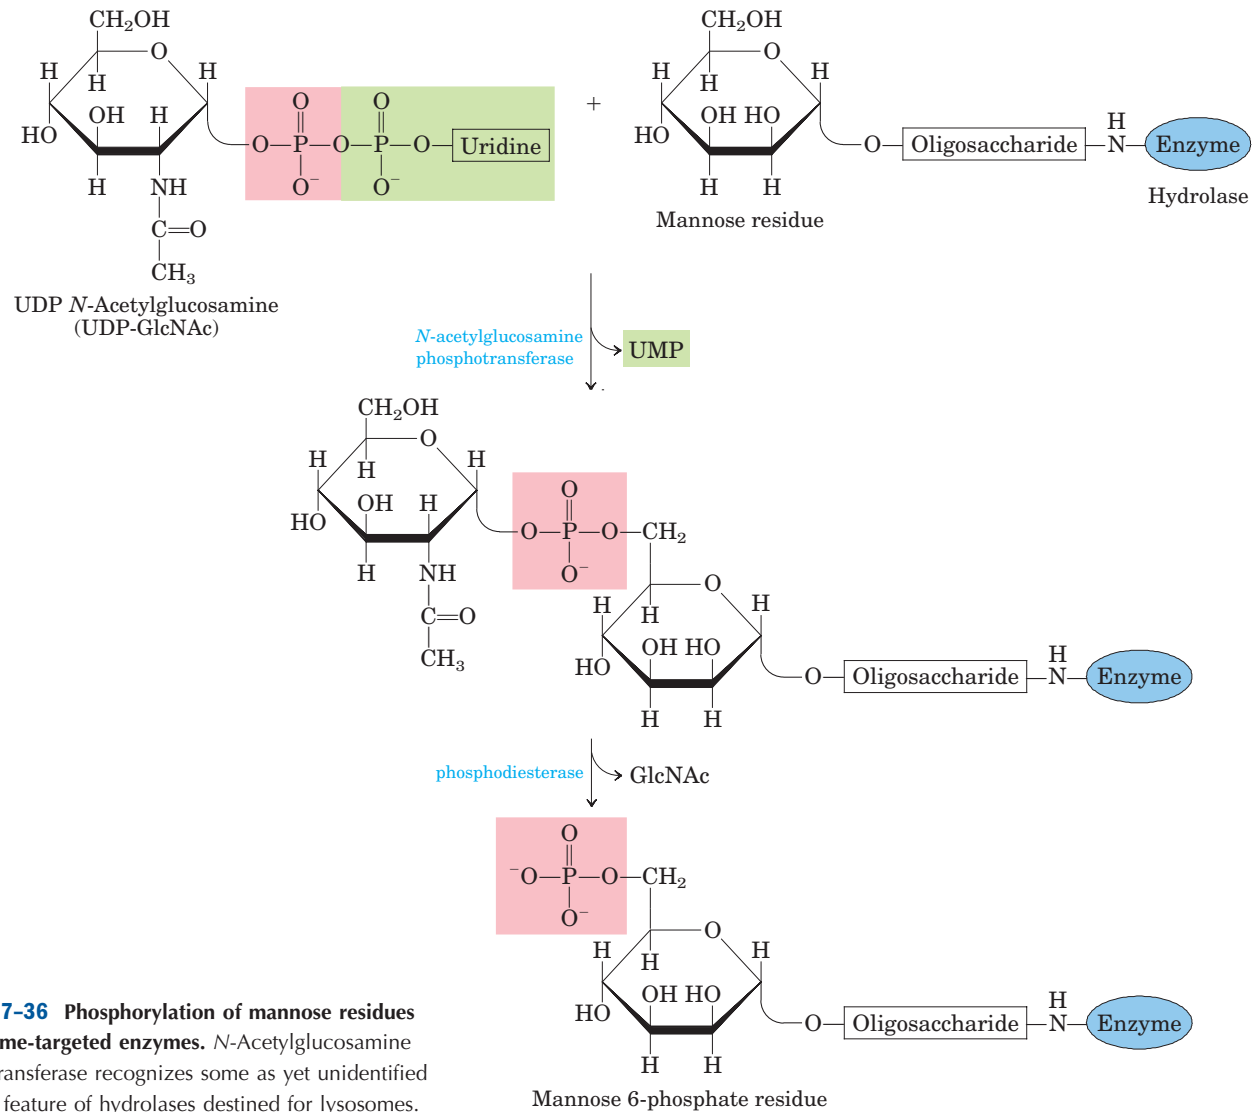 CH₂OH
O
H
H
H
OH
H
HO
H
NH
C=O
CH₃
O—P—O—P—O—Uridine
O
O
O⁻
O⁻
UDP N-Acetylglucosamine
(UDP-GlcNAc)
+
CH₂OH
O
H
H
H
OH HO
HO
H
H
O—Oligosaccharide—N—Enzyme
H
Mannose residue
Hydrolase
N-acetylglucosamine
phosphotransferase
UMP
CH₂OH
O
H
H
H
OH
H
HO
H
NH
C=O
CH₃
O
O—P—O—CH₂
O⁻
O
H
H
H
OH HO
HO
H
H
H
O—Oligosaccharide—N—Enzyme
phosphodiesterase
GlcNAc
O
⁻O—P—O—CH₂
O⁻
O
H
H
H
OH HO
HO
H
H
H
O—Oligosaccharide—N—Enzyme
Mannose 6-phosphate residue
7–36 Phosphorylation of mannose residues
me-targeted enzymes. N-Acetylglucosamine
transferase recognizes some as yet unidentified
feature of hydrolases destined for lysosomes.